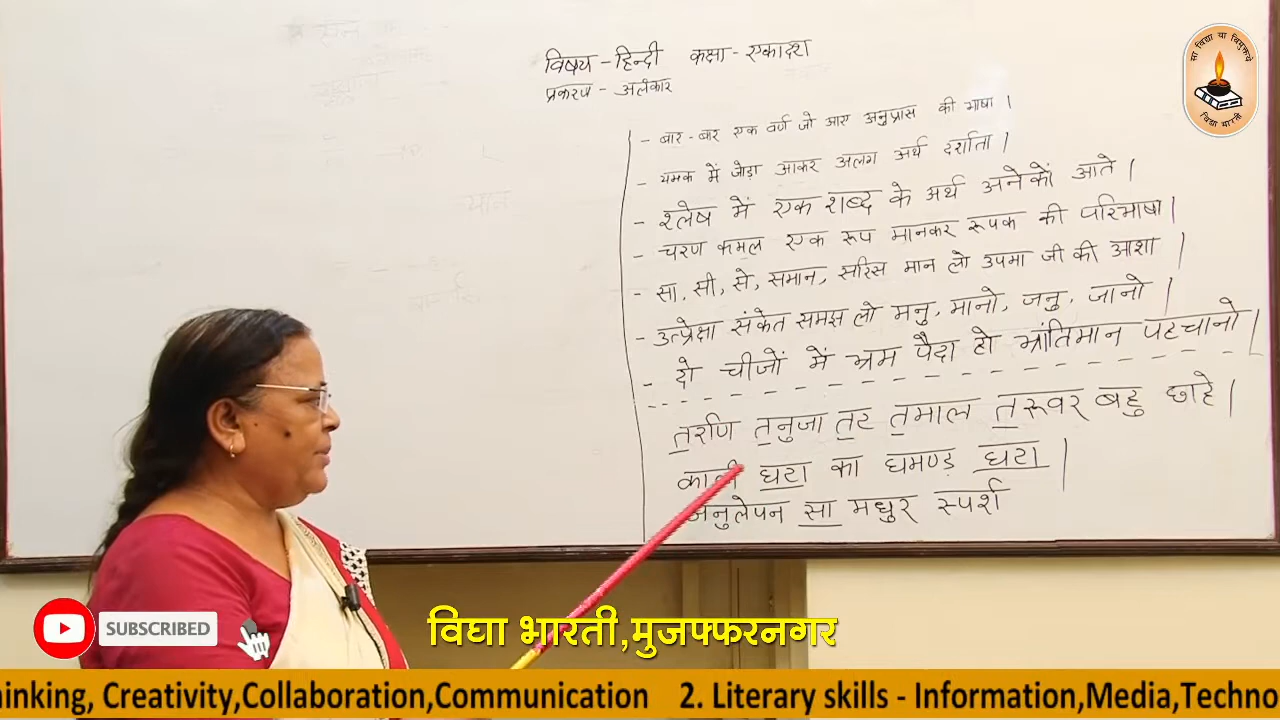 विषय - हिन्दी कक्षा - एकादश
प्रकरण - अलंकार
- बार - बार एक वर्ण जो आए अनुप्रास की भाषा ।
- यमक में जोड़ा आकर अलग अर्थ दर्शाता ।
- श्लेष में एक शब्द के अर्थ अनेकों आते ।
- चरण कमल एक रूप मानकर रूपक की परिभाषा ।
- सा, सी, से, समान, सरिस मान लो उपमा जी की आशा ।
- उत्प्रेक्षा संकेत समझ लो मनु, मानो, जनु, जानो ।
- दो चीजों में भ्रम पैदा हो भ्रांतिमान पहचानो ।
तरणि तनुजा तट तमाल तरूवर बहु छाहे ।
काली घटा का घमण्ड घटा ।
अनुलेपन सा मधुर स्पर्श
सा विद्या या विमुक्तये
विद्या भारती
SUBSCRIBED
विघा भारती,मुजफ्फरनगर
hinking, Creativity,Collaboration,Communication 2. Literary skills - Information,Media,Techno